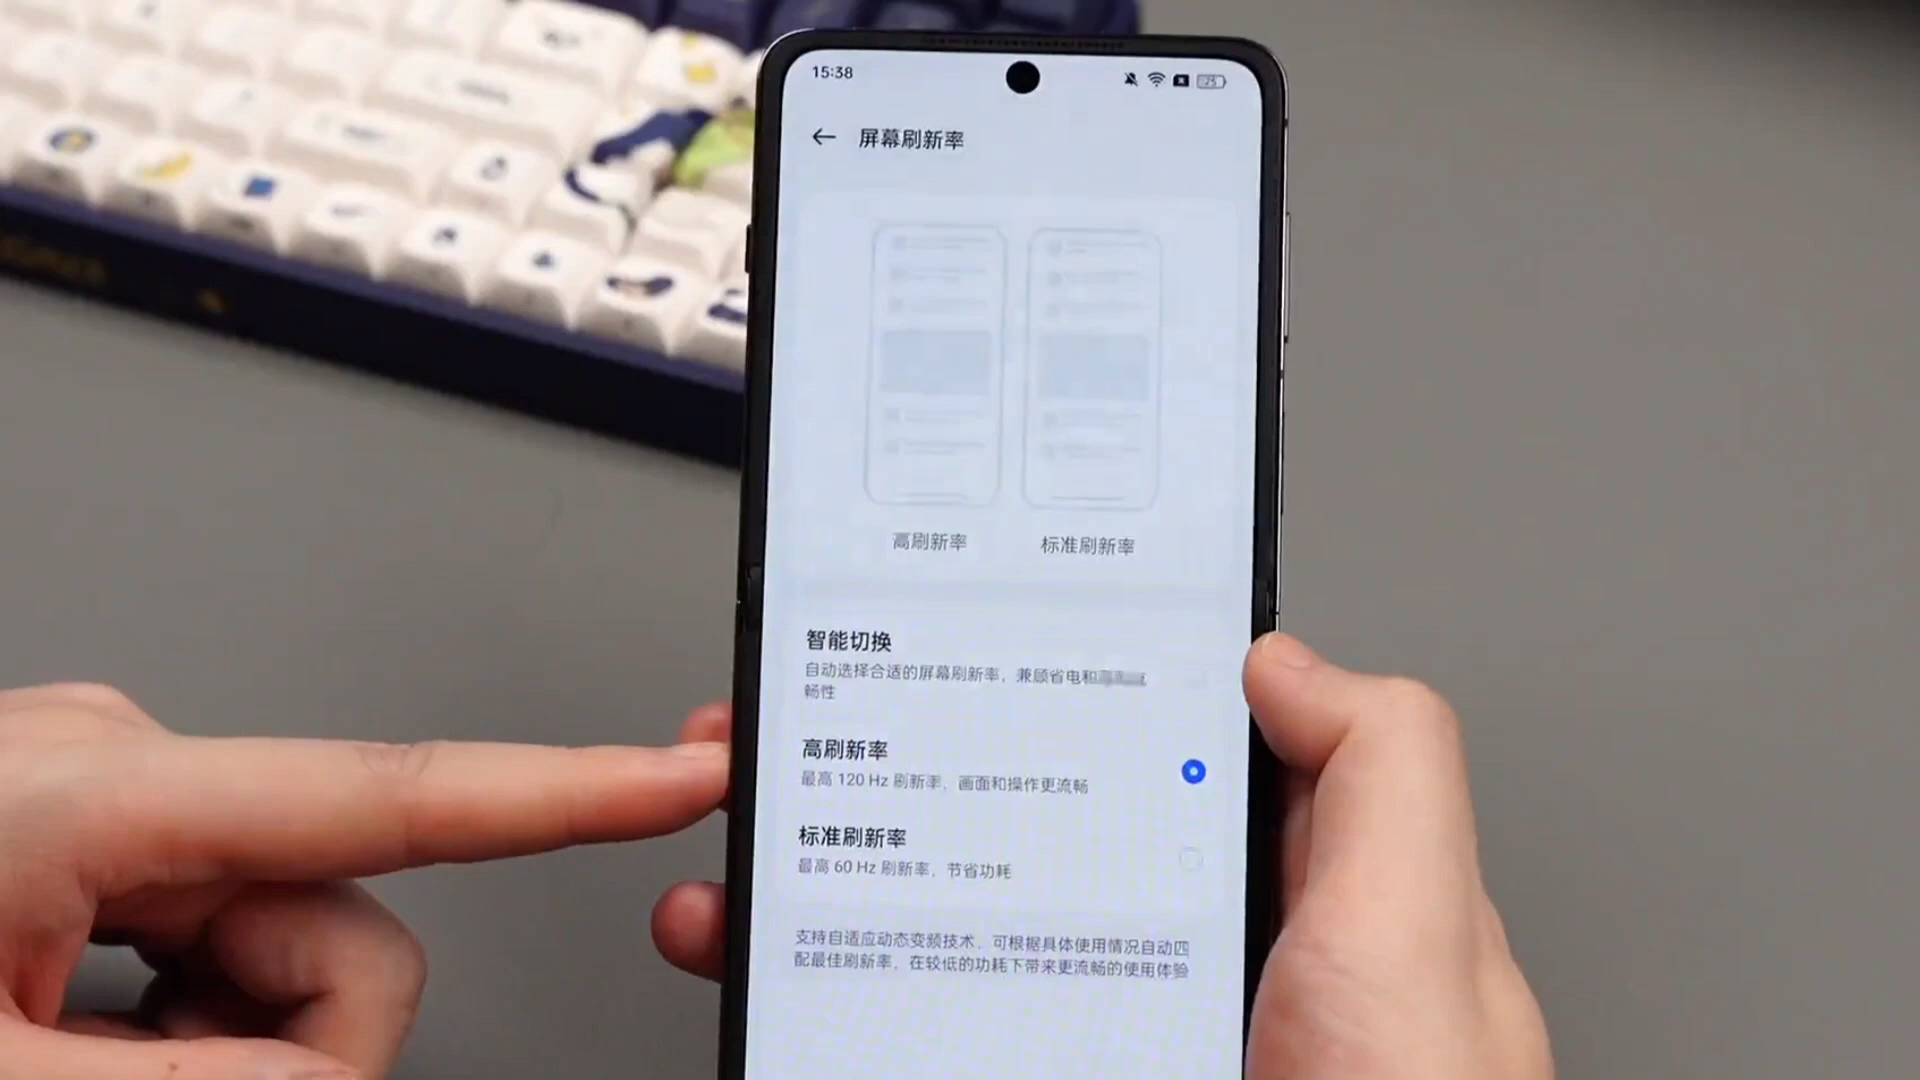 15:38
25
屏幕刷新率
高刷新率
标准刷新率
智能切换
自动选择合适的屏幕刷新率，兼顾省电和
畅性
高刷新率
最高 120 Hz 刷新率，画面和操作更流畅
标准刷新率
最高 60 Hz 刷新率，节省功耗
支持自适应动态变频技术，可根据具体使用情况自动匹
配最佳刷新率，在较低的功耗下带来更流畅的使用体验